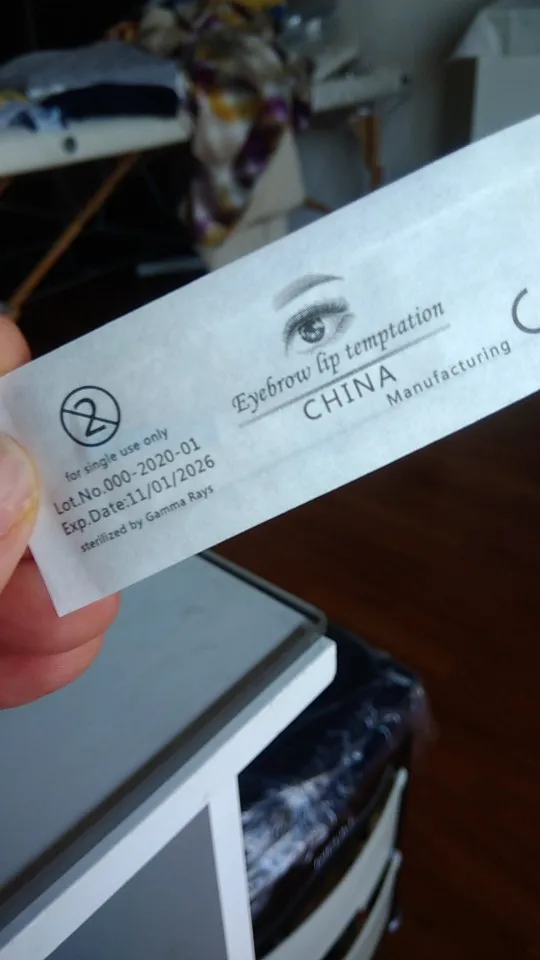 Eyebrow lip temptation
CHINA
Manufacturing
2
for single use only
Lot.No.000-2020-01
Exp.Date:11/01/2026
sterilized by Gamma Rays